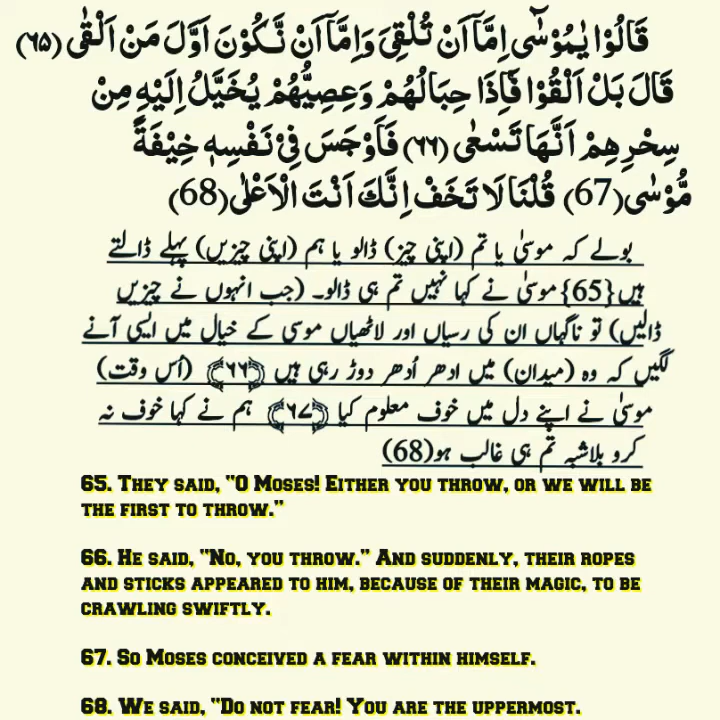 قَالُوْا يٰمُوْسٰٓى اِمَّاۤ اَنْ تُلْقِیَ وَاِمَّاۤ اَنْ نَّكُوْنَ اَوَّلَ مَنْ اَلْقٰى (۶۵)
قَالَ بَلْ اَلْقُوْا فَاِذَا حِبَالُهُمْ وَعِصِيُّهُمْ يُخَيَّلُ اِلَيْهِ مِنْ
سِحْرِهِمْ اَنَّهَا تَسْعٰى (۶۶) فَاَوْجَسَ فِیْ نَفْسِهٖ خِيْفَةً
مُّوْسٰى (67) قُلْنَا لَا تَخَفْ اِنَّكَ اَنْتَ الْاَعْلٰى (68)
بولے کہ موسیٰ یا تم (اپنی چیز) ڈالو یا ہم (اپنی چیزیں) پہلے ڈالتے
ہیں {65} موسیٰ نے کہا نہیں تم ہی ڈالو۔ (جب انہوں نے چیزیں
ڈالیں) تو ناگہاں ان کی رسیاں اور لاٹھیاں موسی کے خیال میں ایسی آنے
لگیں کہ وہ (میدان) میں ادھر اُدھر دوڑ رہی ہیں ﴿۶۶﴾ (اُس وقت)
موسیٰ نے اپنے دل میں خوف معلوم کیا ﴿۶۷﴾ ہم نے کہا خوف نہ
کرو بلاشبہ تم ہی غالب ہو (68)
65. They said, "O Moses! Either you throw, or we will be
the first to throw."
66. He said, "No, you throw." And suddenly, their ropes
and sticks appeared to him, because of their magic, to be
crawling swiftly.
67. So Moses conceived a fear within himself.
68. We said, "Do not fear! You are the uppermost.